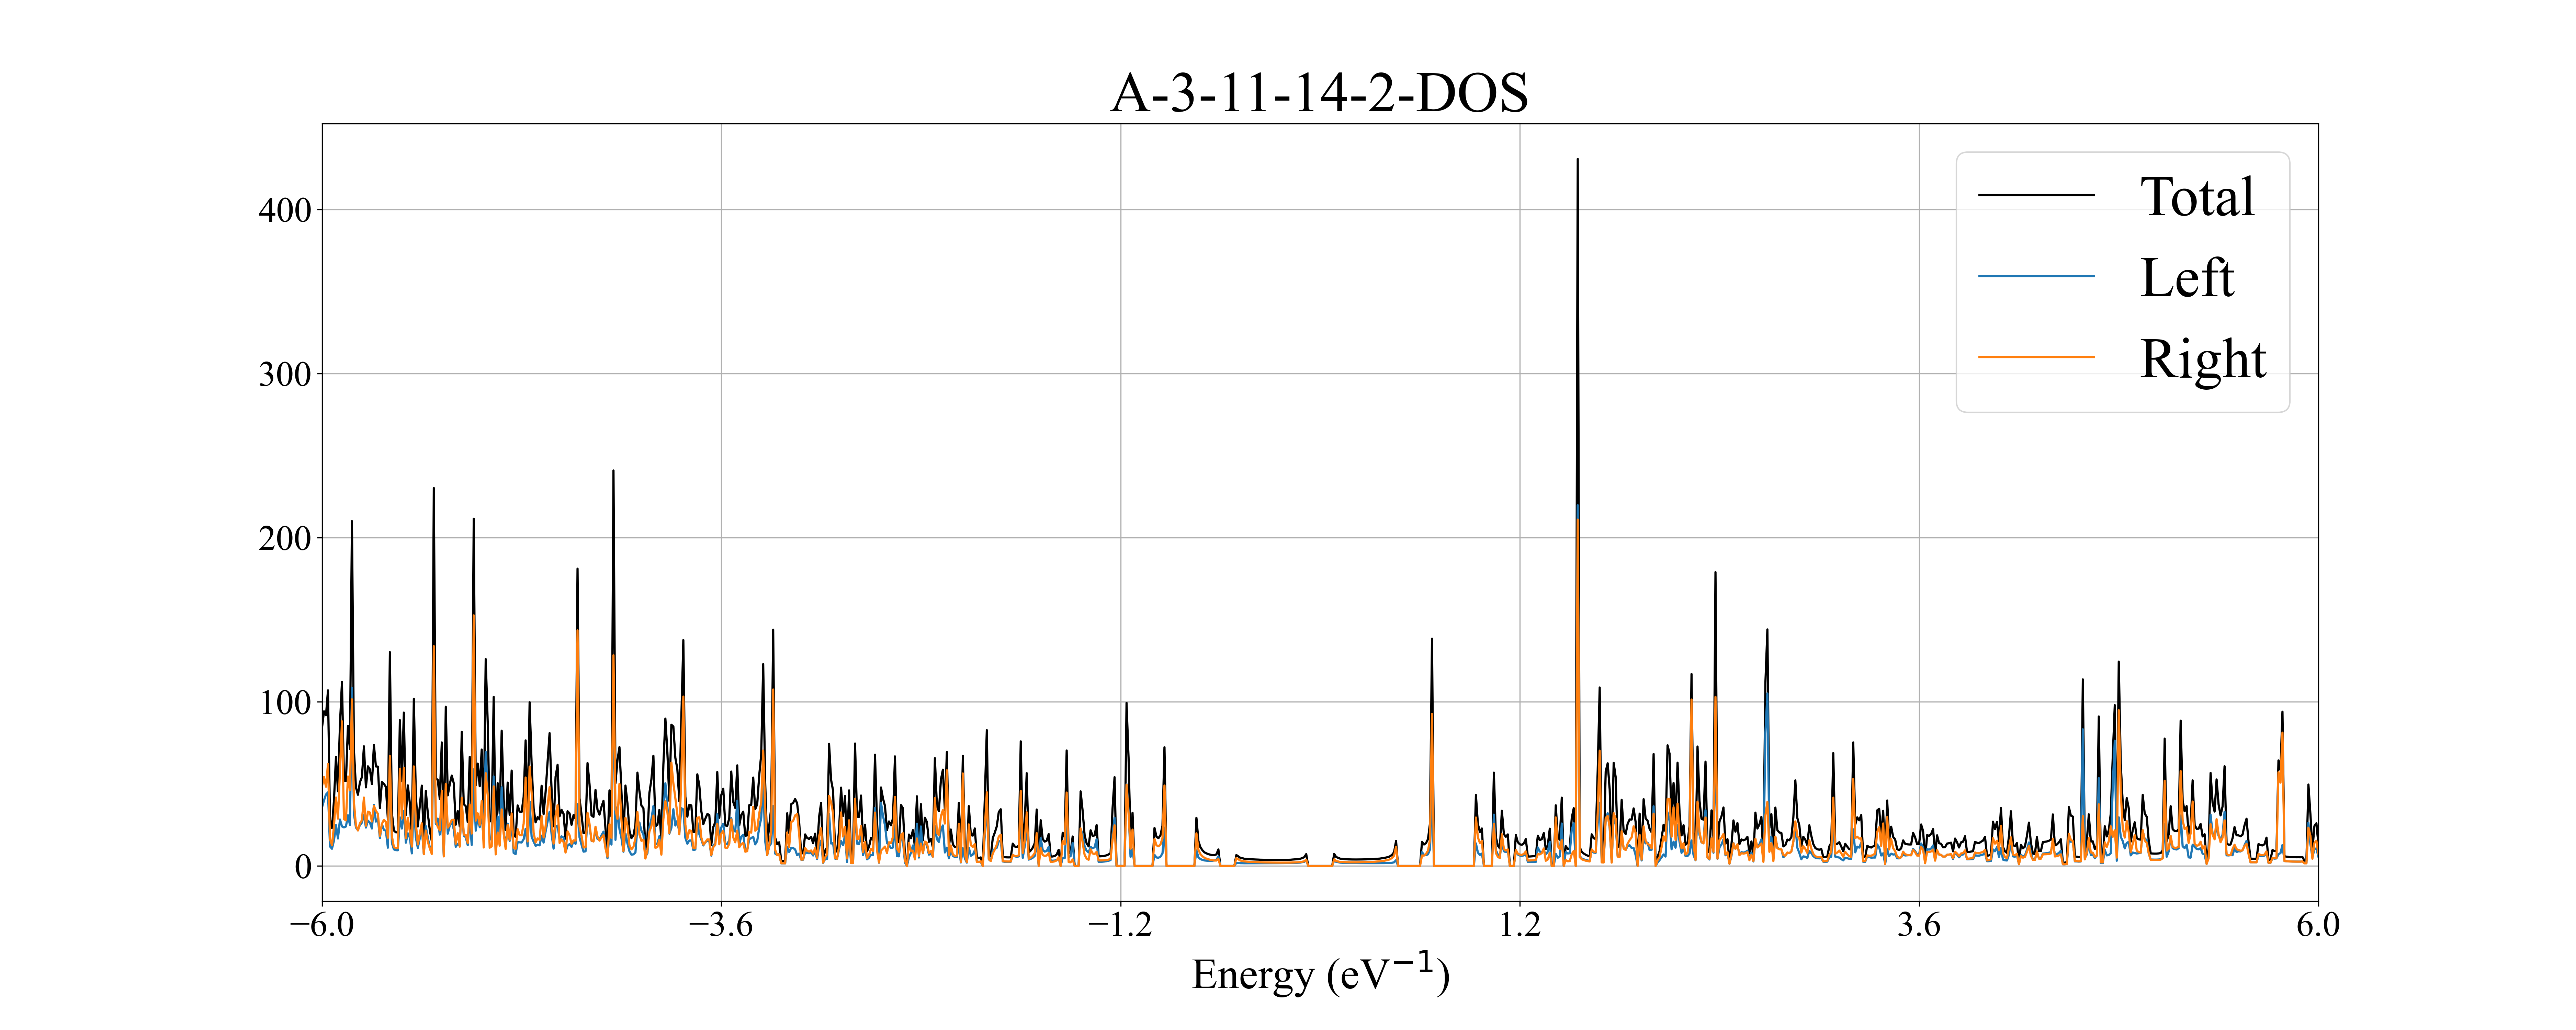 A-3-11-14-2-DOS
400
300
200
100
0
−6.0
−3.6
−1.2
1.2
3.6
6.0
Energy (eV⁻¹)
Total
Left
Right